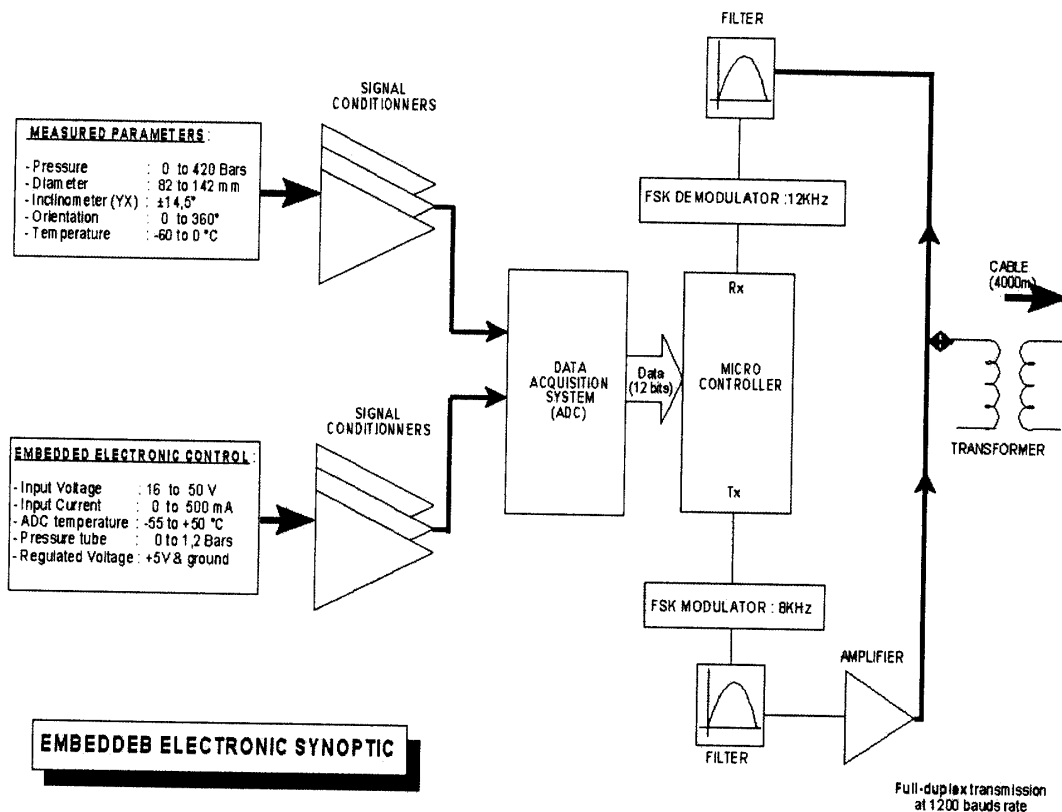 FILTER
SIGNAL
CONDITIONNERS
MEASURED PARAMETERS :
- Pressure : 0 to 420 Bars
- Diameter : 82 to 142 mm
- Inclinometer (YX) : ±14,5°
- Orientation : 0 to 360°
- Temperature : -60 to 0 °C
FSK DEMODULATOR :12KHz
CABLE
(4000m)
Rx
DATA
ACQUISITION
SYSTEM
(ADC)
Data
(12 bits)
MICRO
CONTROLLER
Tx
TRANSFORMER
SIGNAL
CONDITIONNERS
EMBEDDED ELECTRONIC CONTROL :
- Input Voltage : 16 to 50 V
- Input Current : 0 to 500 mA
- ADC temperature : -55 to +50 °C
- Pressure tube : 0 to 1,2 Bars
- Regulated Voltage : +5V & ground
FSK MODULATOR : 8KHz
AMPLIFIER
FILTER
EMBEDDEB ELECTRONIC SYNOPTIC
Full-duplex transmission
at 1200 bauds rate